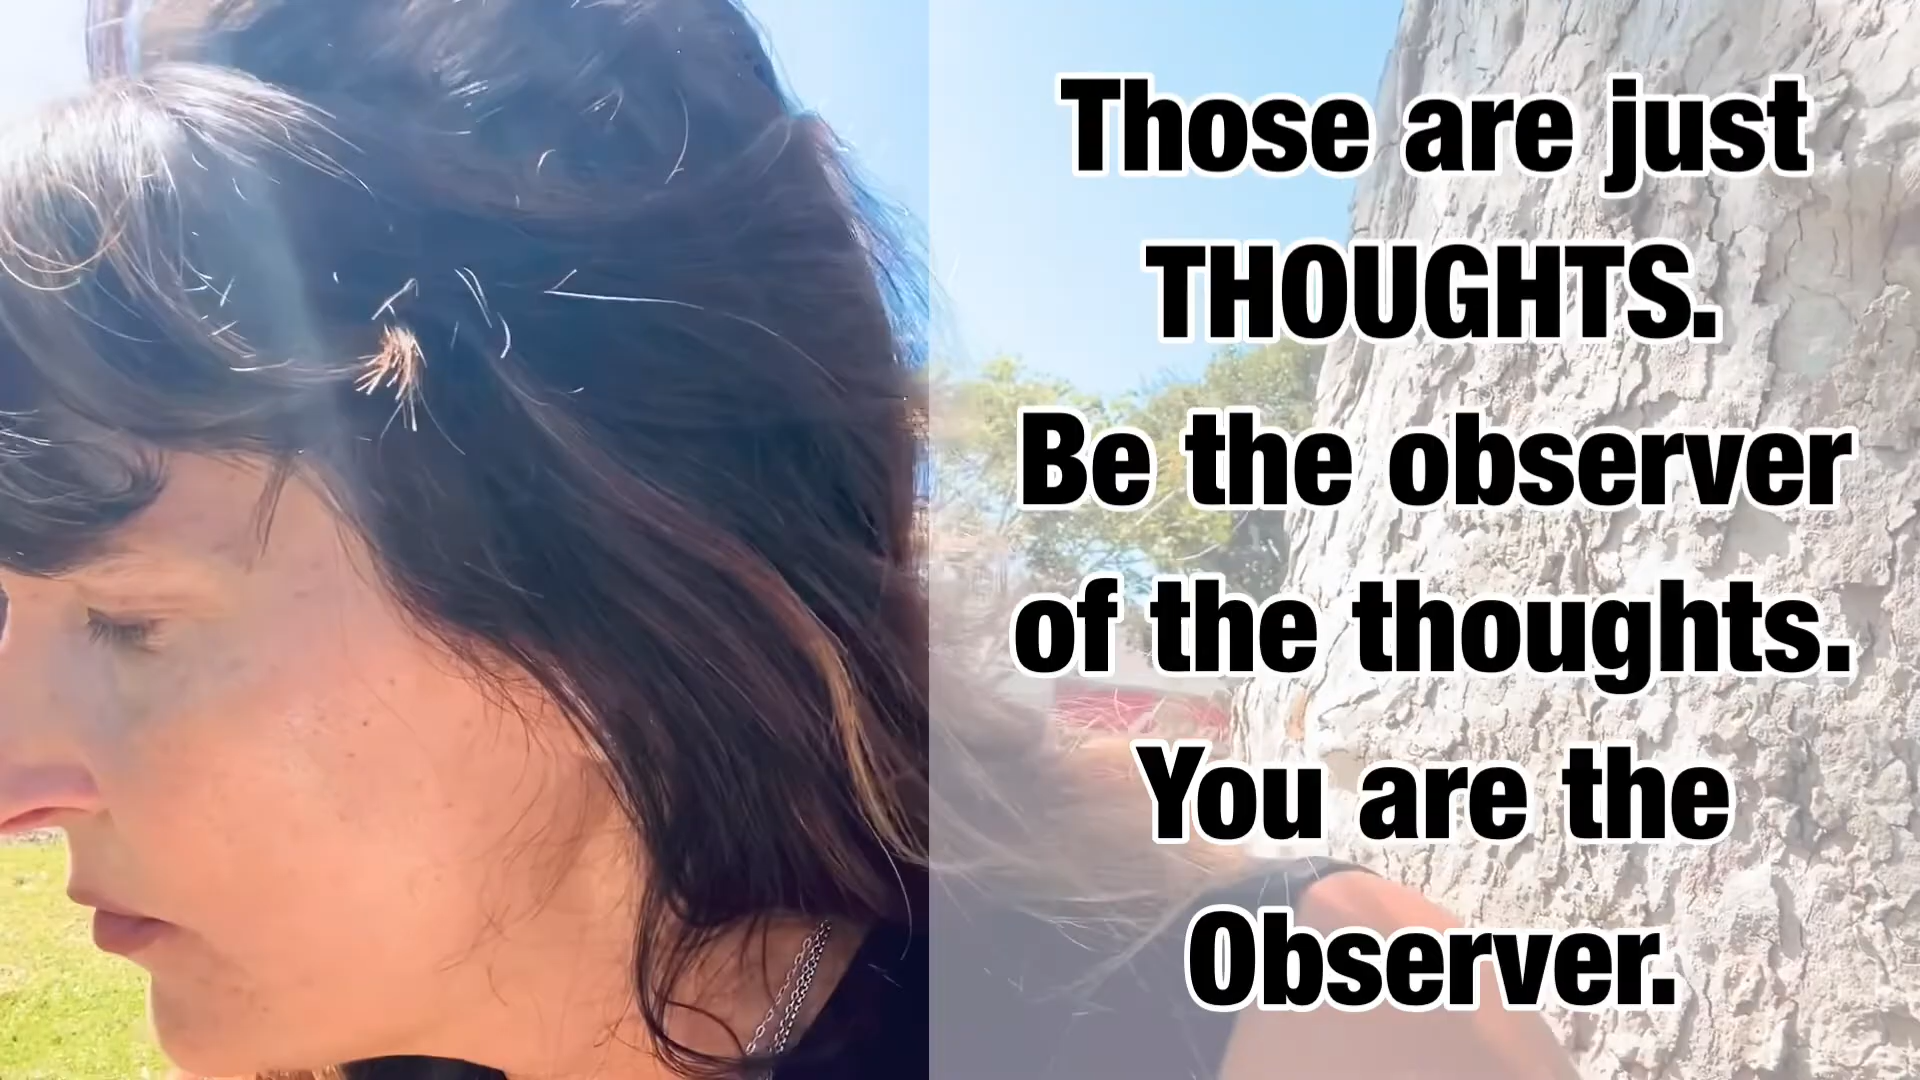 Those are just
THOUGHTS.
Be the observer
of the thoughts.
You are the
Observer.